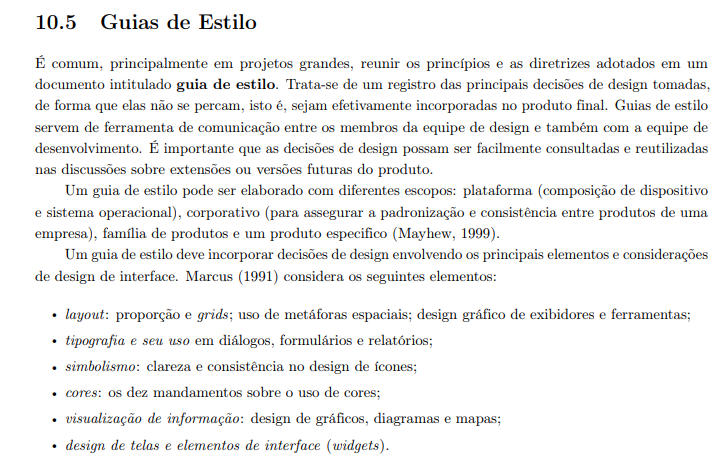 10.5 Guias de Estilo
É comum, principalmente em projetos grandes, reunir os princípios e as diretrizes adotados em um
documento intitulado guia de estilo. Trata-se de um registro das principais decisões de design tomadas,
de forma que elas não se percam, isto é, sejam efetivamente incorporadas no produto final. Guias de estilo
servem de ferramenta de comunicação entre os membros da equipe de design e também com a equipe de
desenvolvimento. É importante que as decisões de design possam ser facilmente consultadas e reutilizadas
nas discussões sobre extensões ou versões futuras do produto.
Um guia de estilo pode ser elaborado com diferentes escopos: plataforma (composição de dispositivo
e sistema operacional), corporativo (para assegurar a padronização e consistência entre produtos de uma
empresa), família de produtos e um produto especifico (Mayhew, 1999).
Um guia de estilo deve incorporar decisões de design envolvendo os principais elementos e considerações
de design de interface. Marcus (1991) considera os seguintes elementos:
• layout: proporção e grids; uso de metáforas espaciais; design gráfico de exibidores e ferramentas;
• tipografia e seu uso em diálogos, formulários e relatórios;
• simbolismo: clareza e consistência no design de ícones;
• cores: os dez mandamentos sobre o uso de cores;
• visualização de informação: design de gráficos, diagramas e mapas;
• design de telas e elementos de interface (widgets).